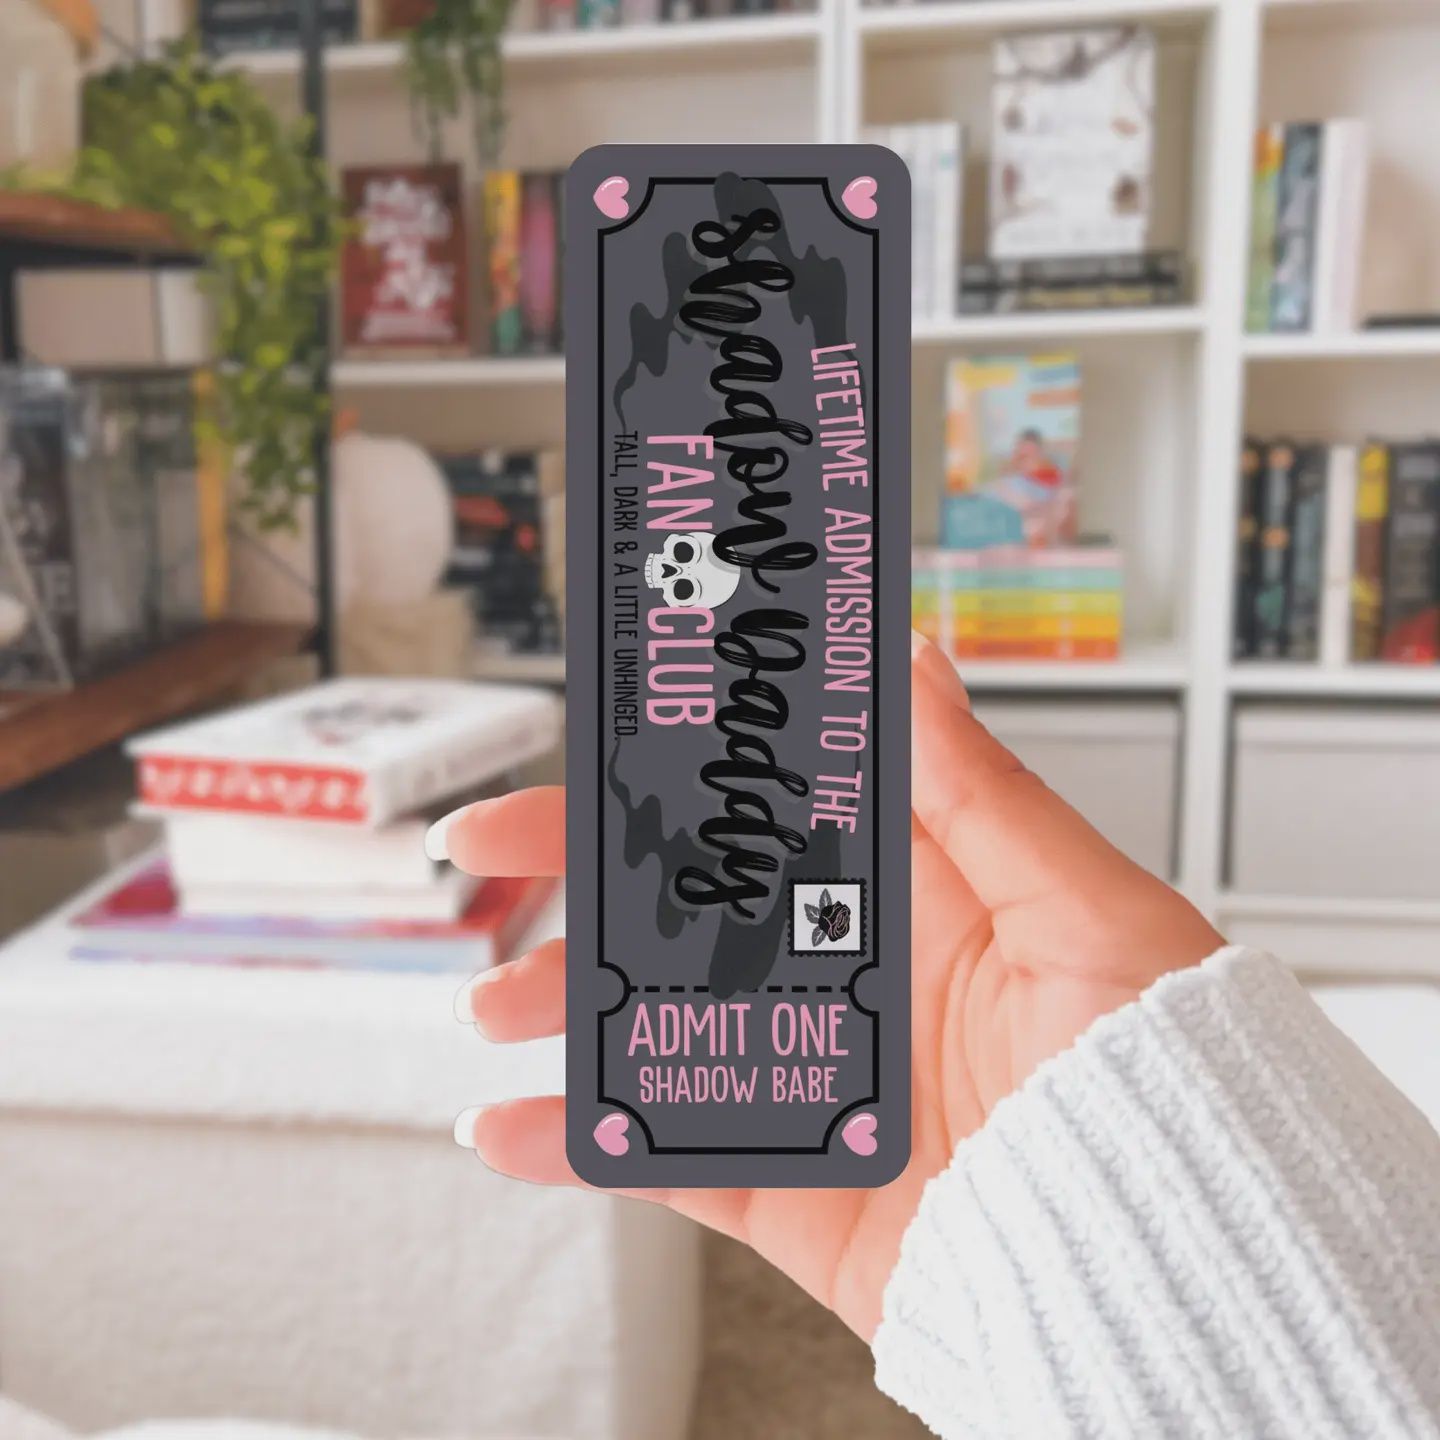 LIFETIME ADMISSION TO THE
shadow daddy
FAN CLUB
TALL, DARK & A LITTLE UNHINGED.
ADMIT ONE
SHADOW BABE